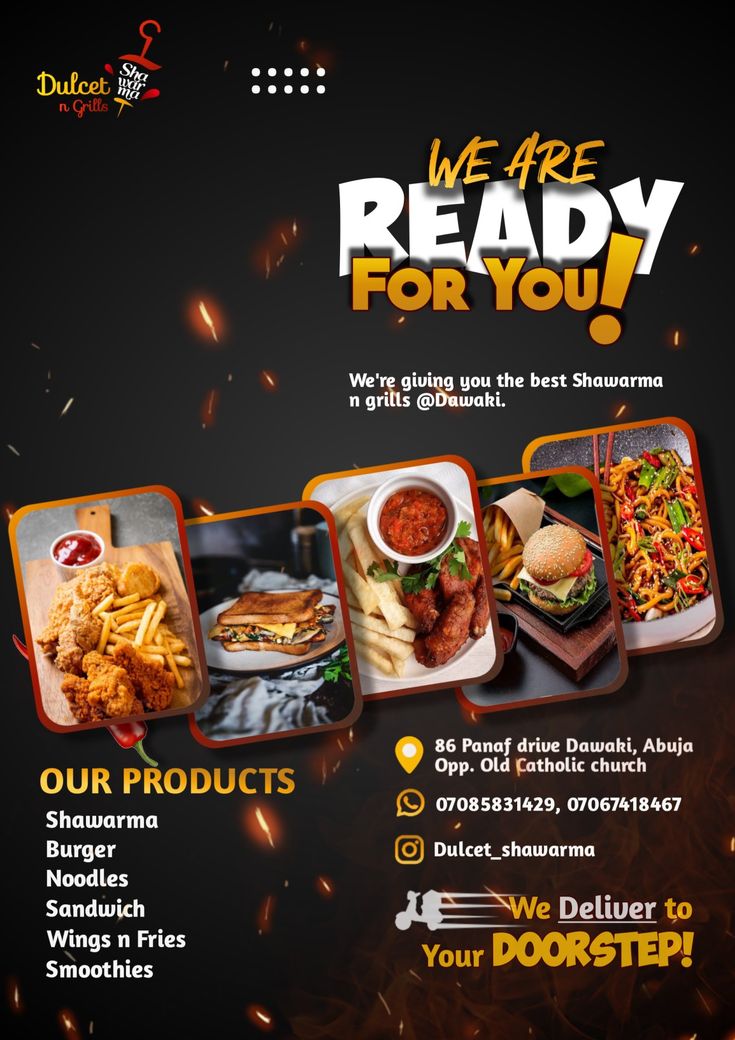 Dulcet
n Grills
Sha
war
ma
WE ARE
READY
FOR YOU!
We're giving you the best Shawarma
n grills @Dawaki.
86 Panaf drive Dawaki, Abuja
Opp. Old Catholic church
OUR PRODUCTS
07085831429, 07067418467
Shawarma
Burger
Dulcet_shawarma
Noodles
Sandwich
Wings n Fries
Smoothies
We Deliver to
Your DOORSTEP!